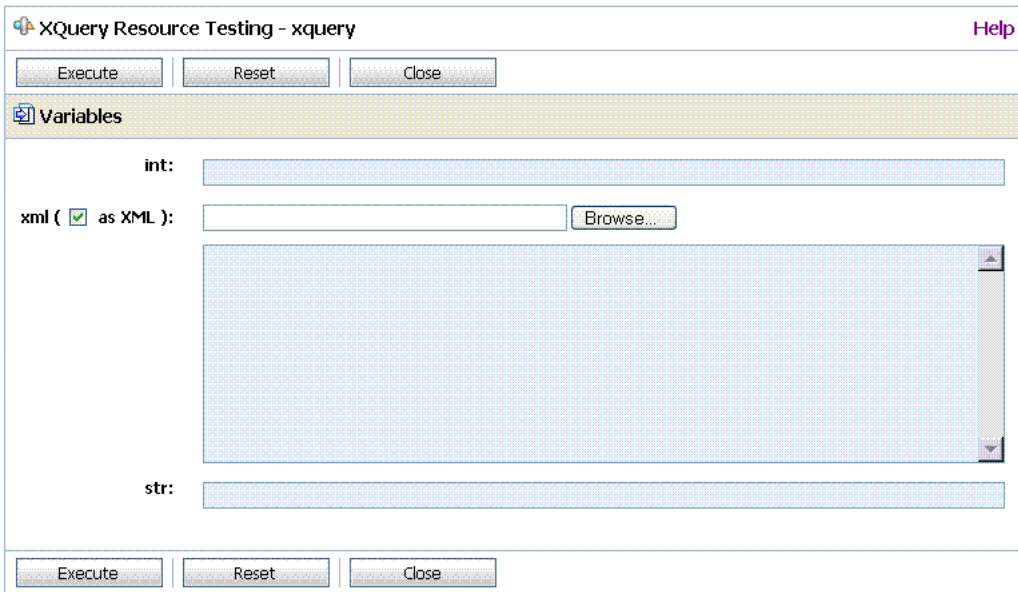 XQuery Resource Testing - xquery Help
Execute Reset Close
Variables
int:
xml ( as XML ): Browse...
str:
Execute Reset Close